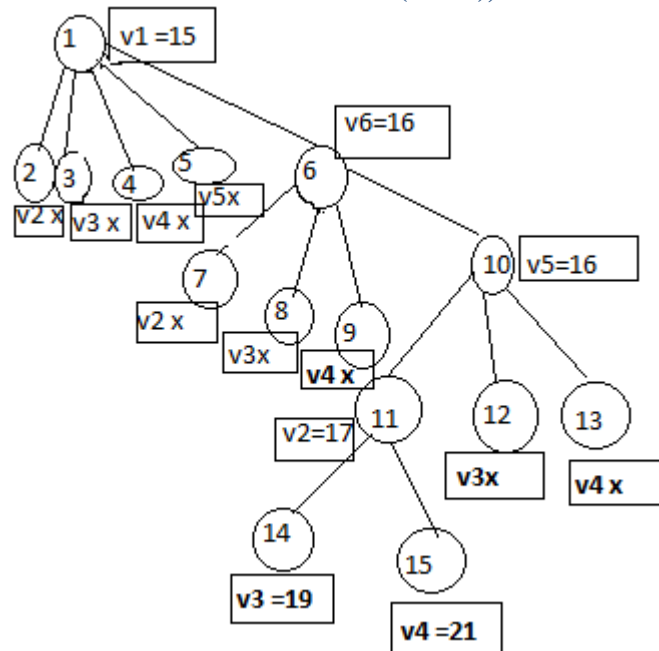 1
v1 =15
v6=16
2
3
4
5
6
v2 x
v3 x
v4 x
v5x
7
8
9
10
v5=16
v2 x
v3x
v4 x
11
12
13
v2=17
v3x
v4 x
14
15
v3 =19
v4 =21